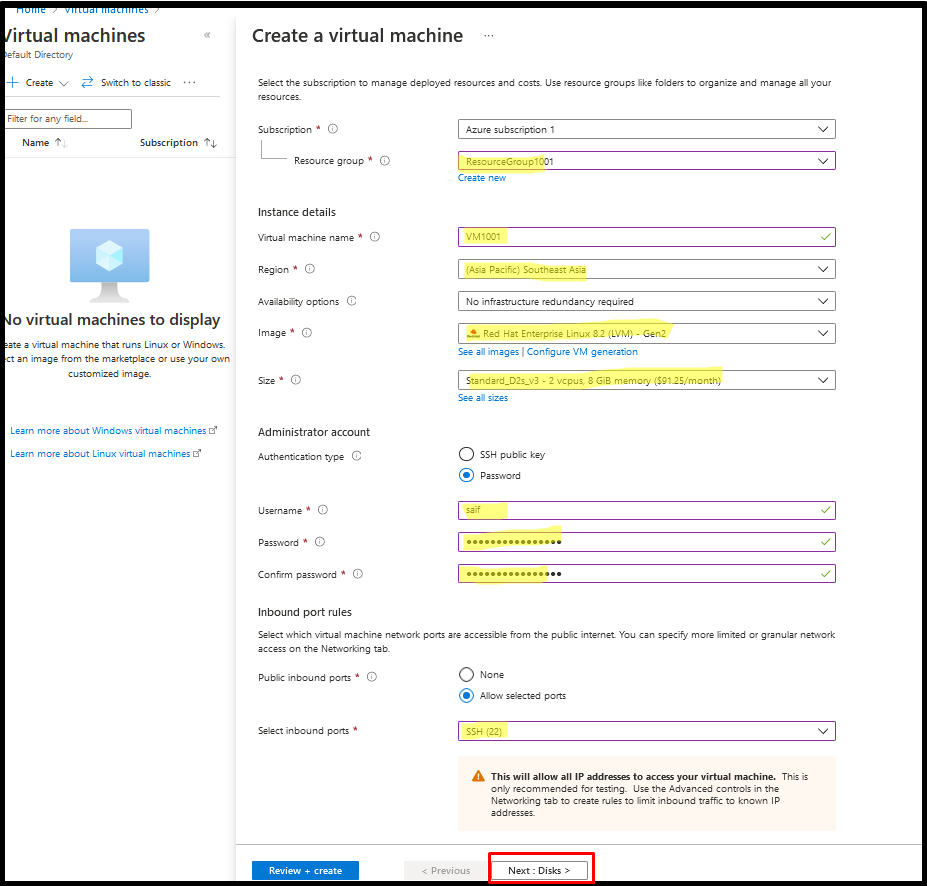 Home > Virtual machines >
Virtual machines
Default Directory
Create
Switch to classic
...
Filter for any field...
Name
Subscription
No virtual machines to display
eate a virtual machine that runs Linux or Windows.
ct an image from the marketplace or use your own
customized image.
Learn more about Windows virtual machines
Learn more about Linux virtual machines
Create a virtual machine
...
Select the subscription to manage deployed resources and costs. Use resource groups like folders to organize and manage all your
resources.
Subscription *
Azure subscription 1
Resource group *
ResourceGroup1001
Create new
Instance details
Virtual machine name *
VM1001
Region *
(Asia Pacific) Southeast Asia
Availability options
No infrastructure redundancy required
Image *
Red Hat Enterprise Linux 8.2 (LVM) - Gen2
See all images | Configure VM generation
Size *
Standard_D2s_v3 - 2 vcpus, 8 GiB memory ($91.25/month)
See all sizes
Administrator account
Authentication type
SSH public key
Password
Username *
saif
Password *
••••••••••••••••
Confirm password *
••••••••••••••••
Inbound port rules
Select which virtual machine network ports are accessible from the public internet. You can specify more limited or granular network
access on the Networking tab.
Public inbound ports *
None
Allow selected ports
Select inbound ports *
SSH (22)
This will allow all IP addresses to access your virtual machine. This is
only recommended for testing. Use the Advanced controls in the
Networking tab to create rules to limit inbound traffic to known IP
addresses.
Review + create
< Previous
Next : Disks >